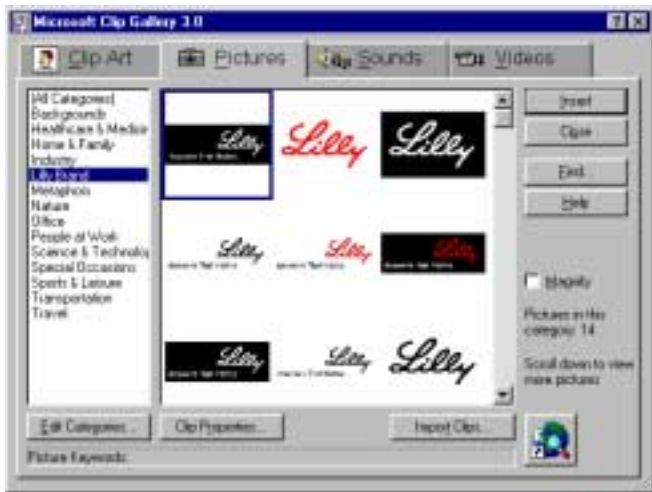 Microsoft Clip Gallery 3.0
Clip Art
Pictures
Sounds
Videos
(All Categories)
Backgrounds
Healthcare & Medicin
Home & Family
Industry
Lilly Brand
Metaphors
Nature
Office
People at Work
Science & Technolog
Special Occasions
Sports & Leisure
Transportation
Travel
Lilly
Lilly
Lilly
Lilly
Lilly
Lilly
Lilly
Lilly
Lilly
Insert
Close
Find...
Help
Magnify
Pictures in this
category: 14
Scroll down to view
more pictures
Edit Categories...
Clip Properties...
Import Clips...
Picture Keywords: